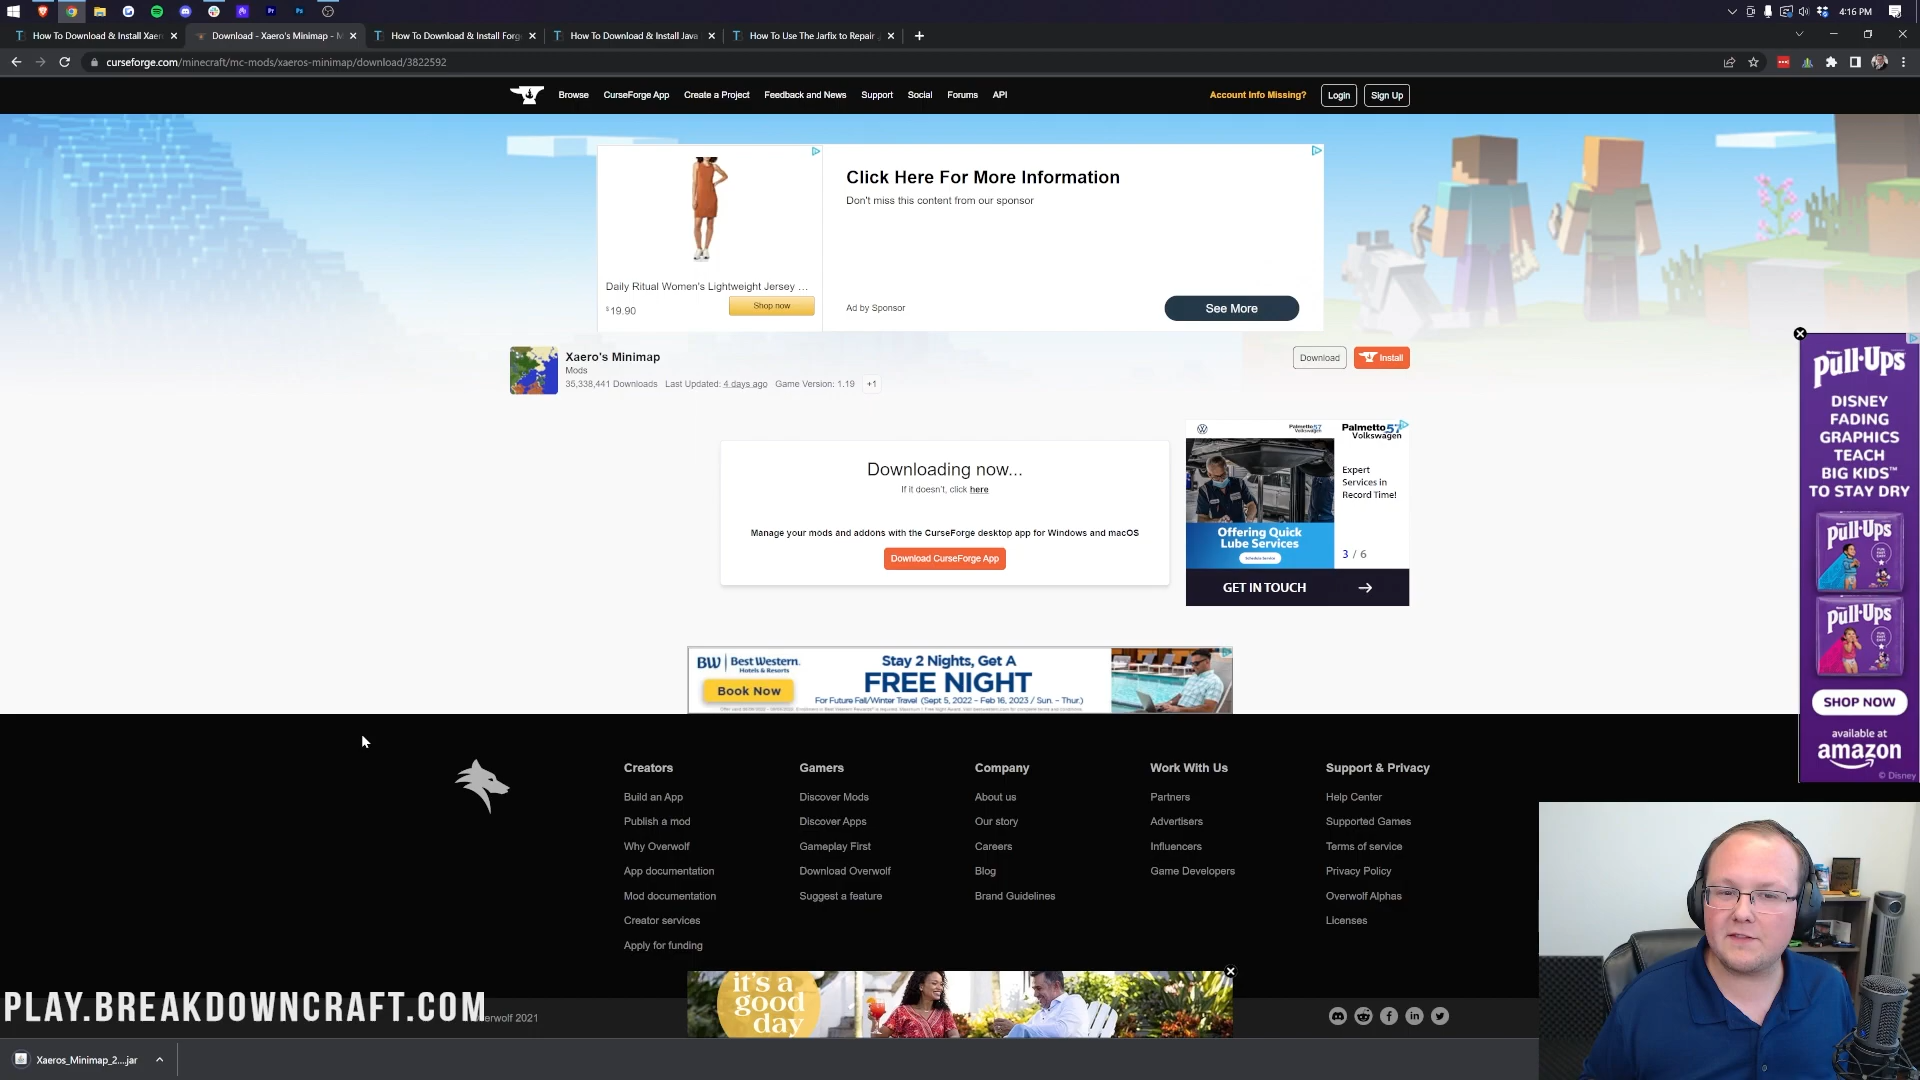 4:16 PM
How To Download & Install Xaer
Download - Xaero's Minimap - M
How To Download & Install Forg
How To Download & Install Java
How To Use The Jarfix to Repair
curseforge.com/minecraft/mc-mods/xaeros-minimap/download/3822592
Browse
CurseForge App
Create a Project
Feedback and News
Support
Social
Forums
API
Account Info Missing?
Login
Sign Up
Daily Ritual Women's Lightweight Jersey ...
$19.90
Shop now
Click Here For More Information
Don't miss this content from our sponsor
Ad by Sponsor
See More
Xaero's Minimap
Mods
35,338,441 Downloads Last Updated: 4 days ago Game Version: 1.19 +1
Download
Install
Downloading now...
If it doesn't, click here
Manage your mods and addons with the CurseForge desktop app for Windows and macOS
Download CurseForge App
Palmetto57
Volkswagen
Palmetto57
Volkswagen
Expert
Services in
Record Time!
Offering Quick
Lube Services
Schedule Service
3 / 6
GET IN TOUCH
Pull-Ups
DISNEY
FADING
GRAPHICS
TEACH
BIG KIDS™
TO STAY DRY
Pull-Ups
Pull-Ups
SHOP NOW
available at
amazon
© Disney
BW Best Western.
Hotels & Resorts
Book Now
Stay 2 Nights, Get A
FREE NIGHT
For Future Fall/Winter Travel (Sept 5, 2022 – Feb 16, 2023 / Sun. – Thur.)
Creators
Build an App
Publish a mod
Why Overwolf
App documentation
Mod documentation
Creator services
Apply for funding
Gamers
Discover Mods
Discover Apps
Gameplay First
Download Overwolf
Suggest a feature
Company
About us
Our story
Careers
Blog
Brand Guidelines
Work With Us
Partners
Advertisers
Influencers
Game Developers
Support & Privacy
Help Center
Supported Games
Terms of service
Privacy Policy
Overwolf Alphas
Licenses
it's a
good
day
PLAY.BREAKDOWNCRAFT.COM
erwolf 2021
Xaeros_Minimap_2....jar